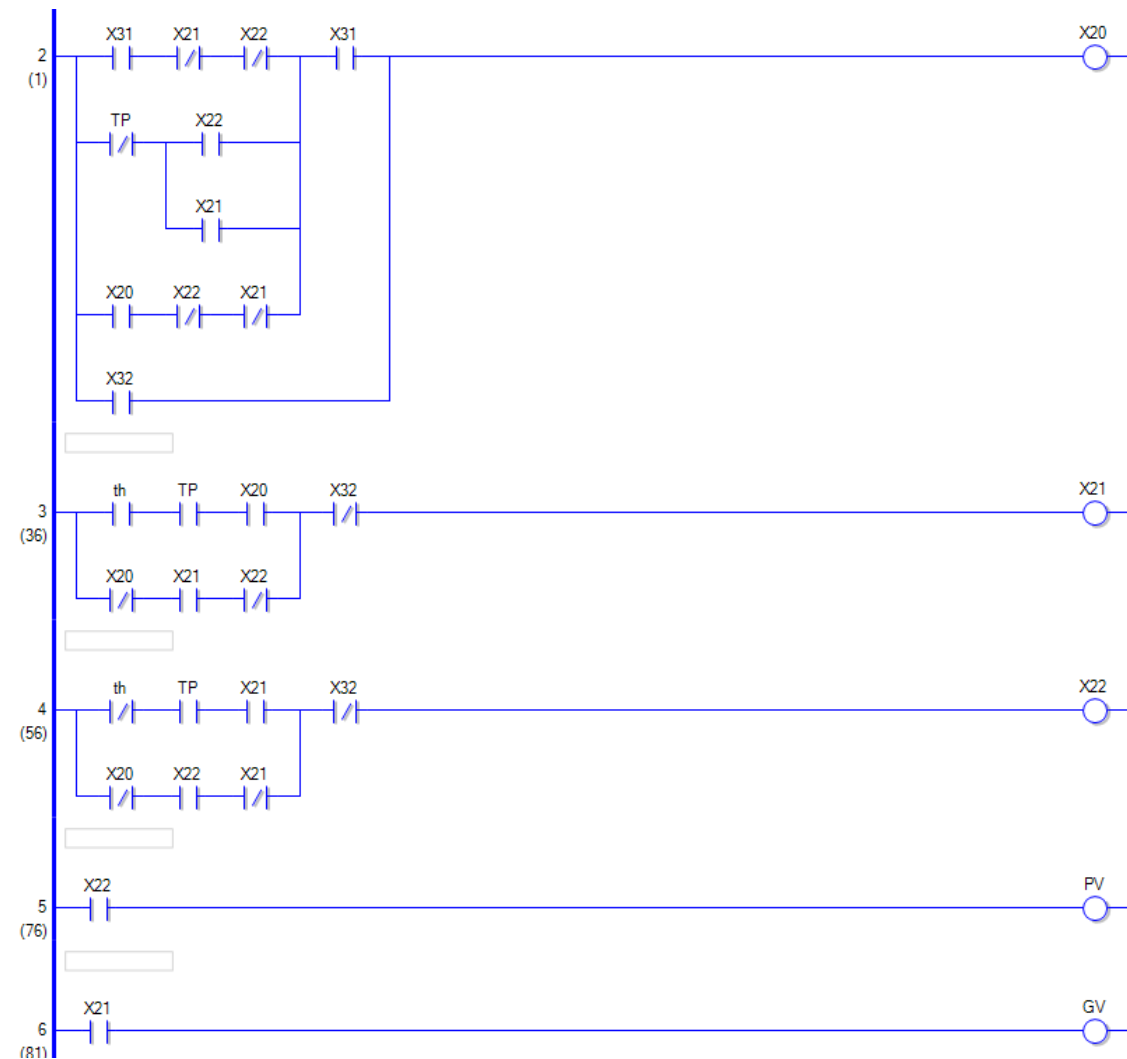 X31 X21 X22 X31 X20
2
(1)
TP X22
X21
X20 X22 X21
X32
th TP X20 X32 X21
3
(36)
X20 X21 X22
th TP X21 X32 X22
4
(56)
X20 X22 X21
X22 PV
5
(76)
X21 GV
6
(81)